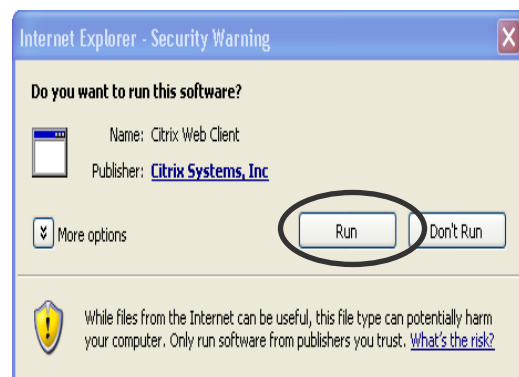 Internet Explorer - Security Warning
Do you want to run this software?
Name: Citrix Web Client
Publisher: Citrix Systems, Inc
More options
Run
Don't Run
While files from the Internet can be useful, this file type can potentially harm
your computer. Only run software from publishers you trust. What's the risk?